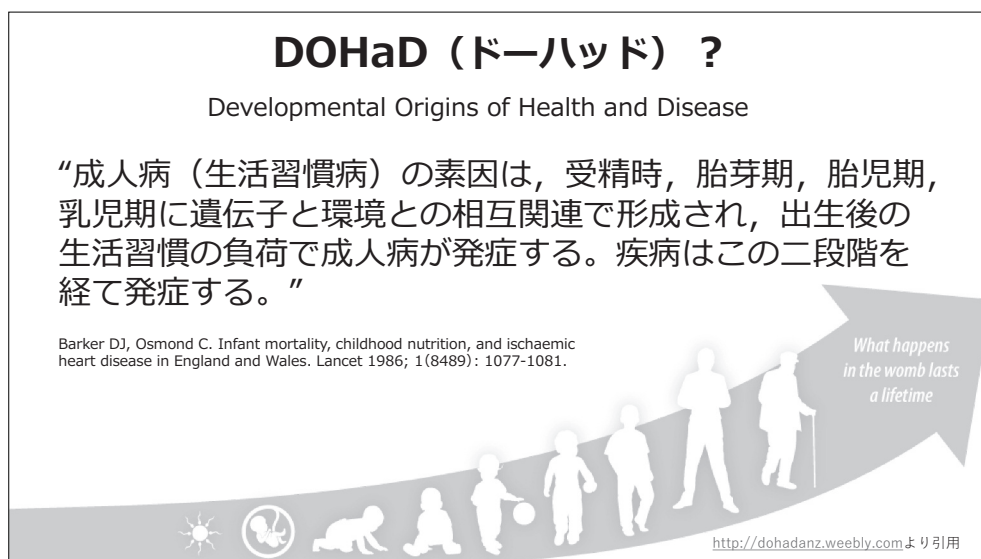 DOHaD（ドーハッド）？
Developmental Origins of Health and Disease
“成人病（生活習慣病）の素因は，受精時，胎芽期，胎児期，
乳児期に遺伝子と環境との相互関連で形成され，出生後の
生活習慣の負荷で成人病が発症する。疾病はこの二段階を
経て発症する。”
Barker DJ, Osmond C. Infant mortality, childhood nutrition, and ischaemic
heart disease in England and Wales. Lancet 1986; 1(8489): 1077-1081.
What happens
in the womb lasts
a lifetime
http://dohadanz.weebly.comより引用